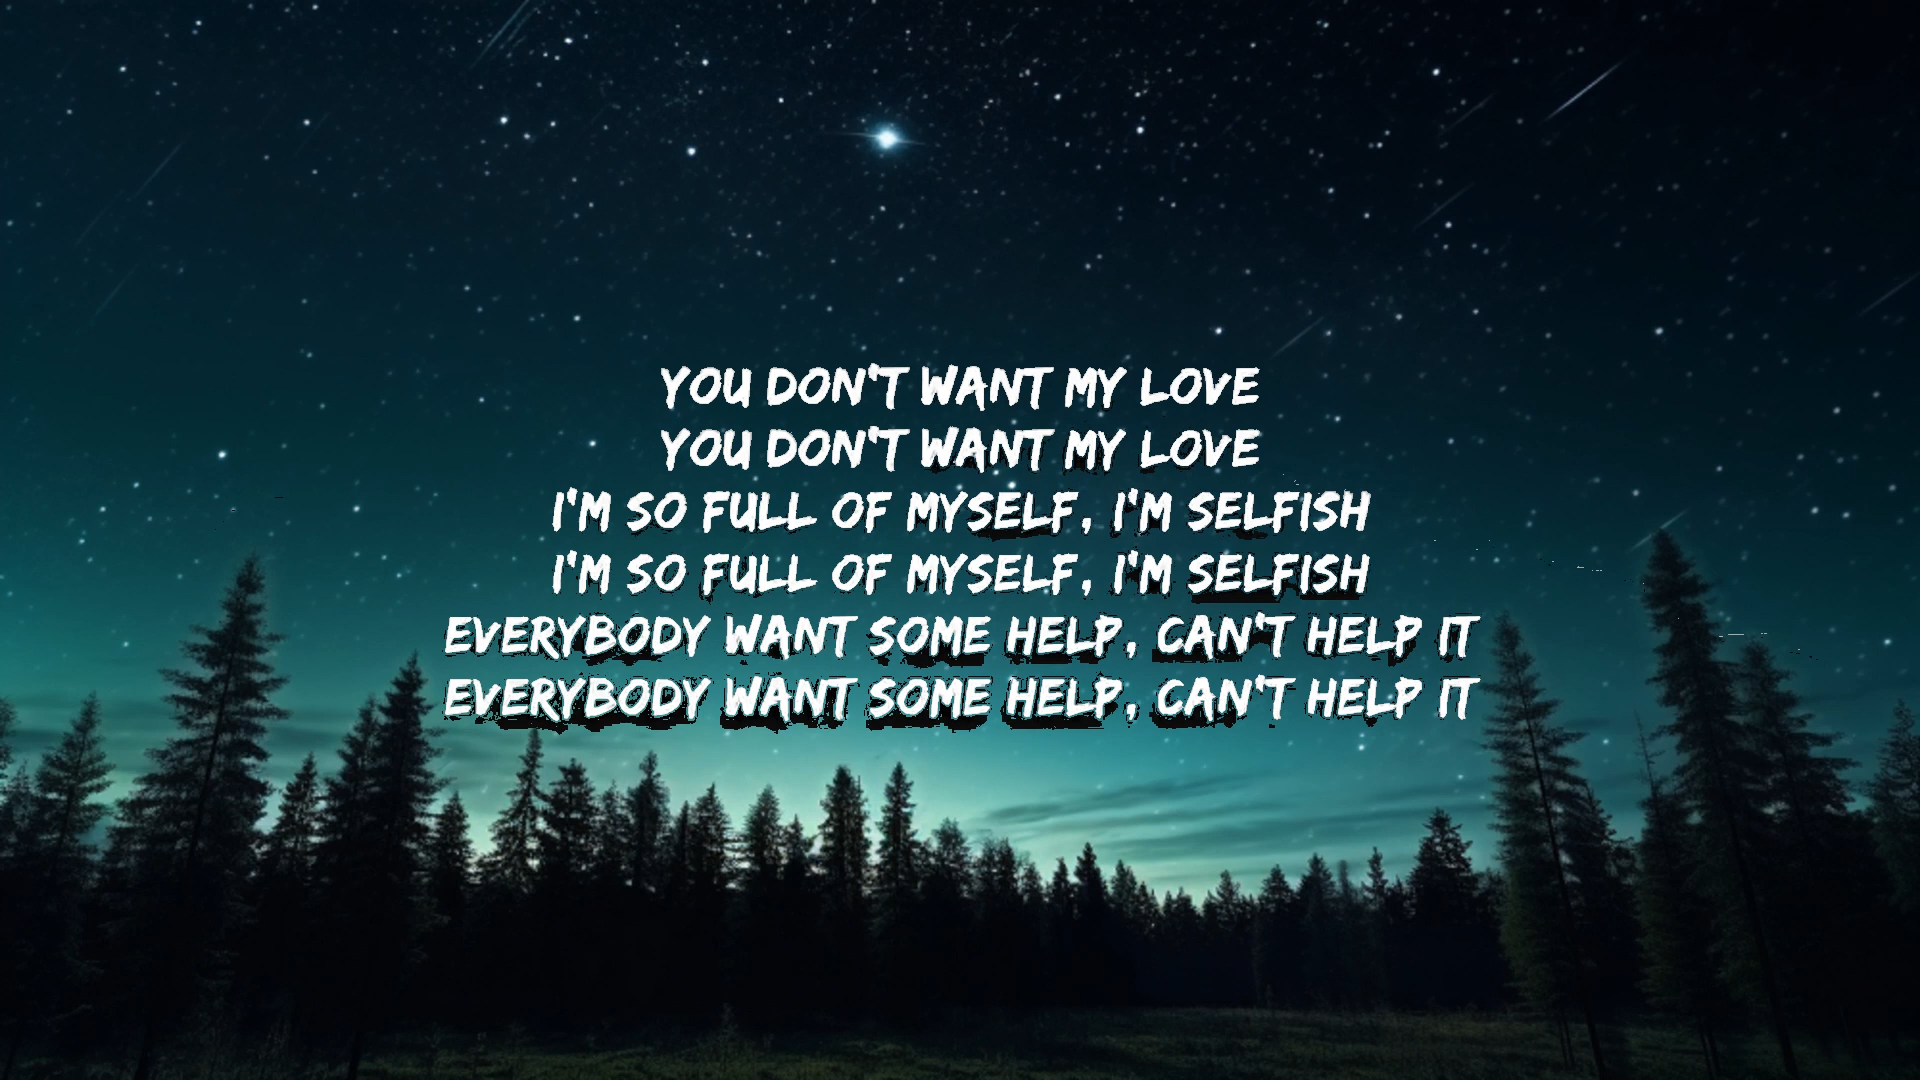 YOU DON'T WANT MY LOVE
YOU DON'T WANT MY LOVE
I'M SO FULL OF MYSELF, I'M SELFISH
I'M SO FULL OF MYSELF, I'M SELFISH
EVERYBODY WANT SOME HELP, CAN'T HELP IT
EVERYBODY WANT SOME HELP, CAN'T HELP IT